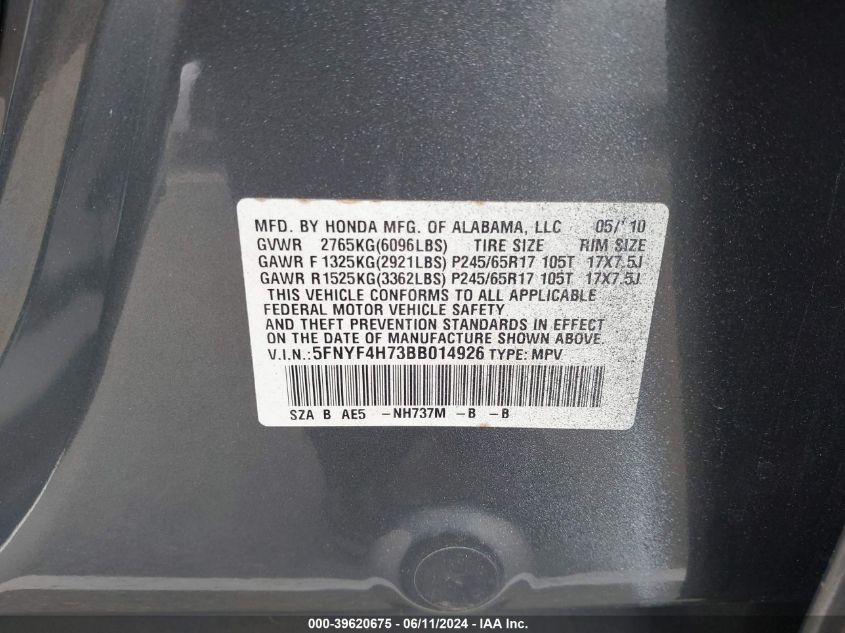 MFD. BY HONDA MFG. OF ALABAMA, LLC 05/'10
GVWR 2765KG(6096LBS) TIRE SIZE RIM SIZE
GAWR F 1325KG(2921LBS) P245/65R17 105T 17X7.5J
GAWR R 1525KG(3362LBS) P245/65R17 105T 17X7.5J
THIS VEHICLE CONFORMS TO ALL APPLICABLE
FEDERAL MOTOR VEHICLE SAFETY
AND THEFT PREVENTION STANDARDS IN EFFECT
ON THE DATE OF MANUFACTURE SHOWN ABOVE.
V.I.N.: 5FNYF4H73BB014926 TYPE: MPV
SZA B AE5 -NH737M -B -B
000-39620675 - 06/11/2024 - IAAI Inc.